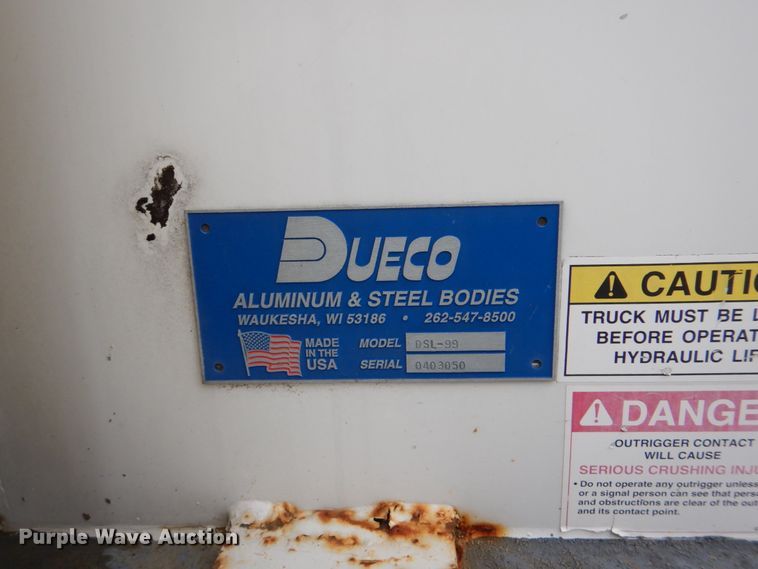 DUECO
ALUMINUM & STEEL BODIES
WAUKESHA, WI 53186 • 262-547-8500
MADE IN THE USA
MODEL DSL-99
SERIAL 0403050
CAUTIO
TRUCK MUST BE L
BEFORE OPERAT
HYDRAULIC LIF
DANGE
OUTRIGGER CONTACT
WILL CAUSE
SERIOUS CRUSHING INJU
• Do not operate any outrigger unless
or a signal person can see that pers
and obstructions are clear of the out
and its contact point.
Purple Wave Auction